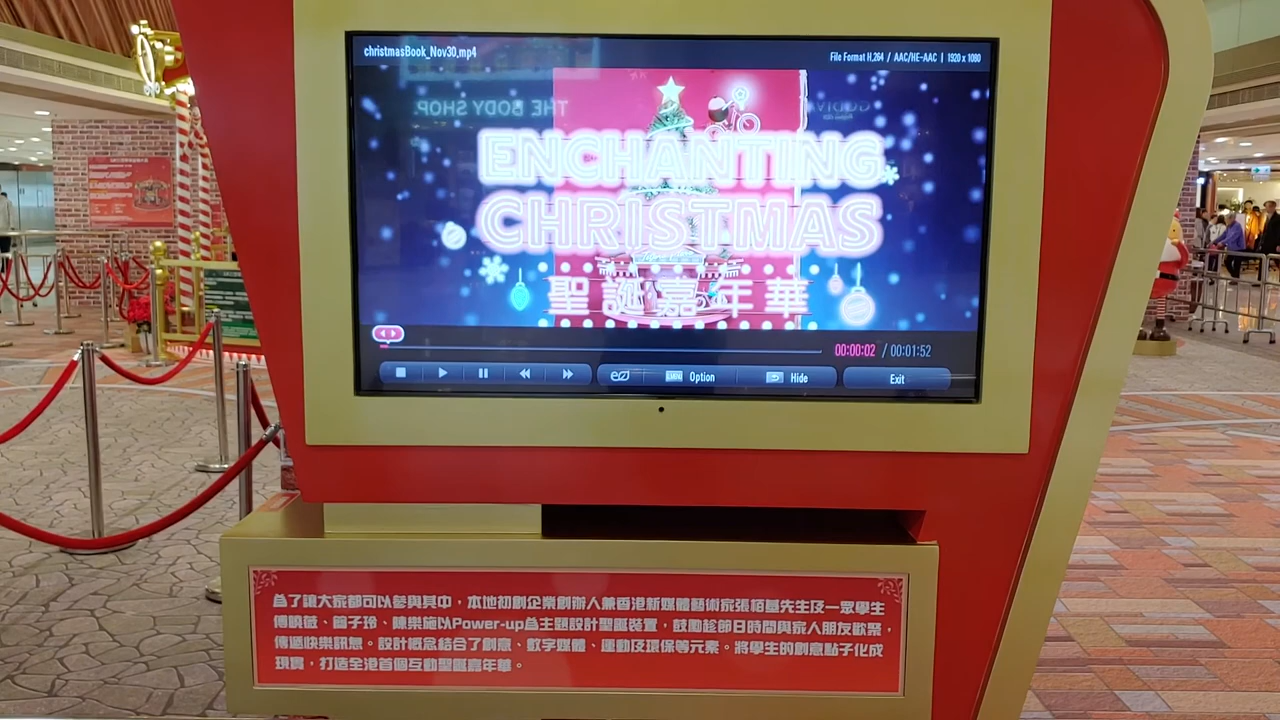 christmasBook_Nov30.mp4
File Format H.264 / AAC/HE-AAC | 1920 x 1080
THE BODY SHOP
GODIVA
ENCHANTING
CHRISTMAS
聖誕嘉年華
00:00:02 / 00:01:52
Option
Hide
Exit
為了讓大家都可以參與其中，本地初創企業創辦人兼香港新媒體藝術家張栢基先生及一眾學生
傅曉薇、曾子玲、陳樂施以Power-up為主題設計聖誕裝置，鼓勵趁節日時間與家人朋友歡聚，
傳遞快樂訊息。設計概念結合了創意、數字媒體、運動及環保等元素。將學生的創意點子化成
現實，打造全港首個互動聖誕嘉年華。